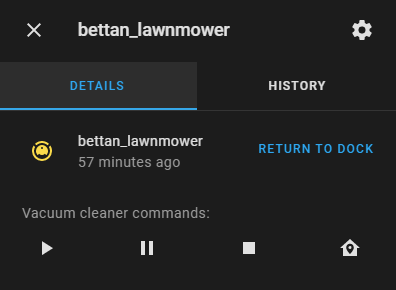 bettan_lawnmower
DETAILS
HISTORY
bettan_lawnmower
RETURN TO DOCK
57 minutes ago
Vacuum cleaner commands: